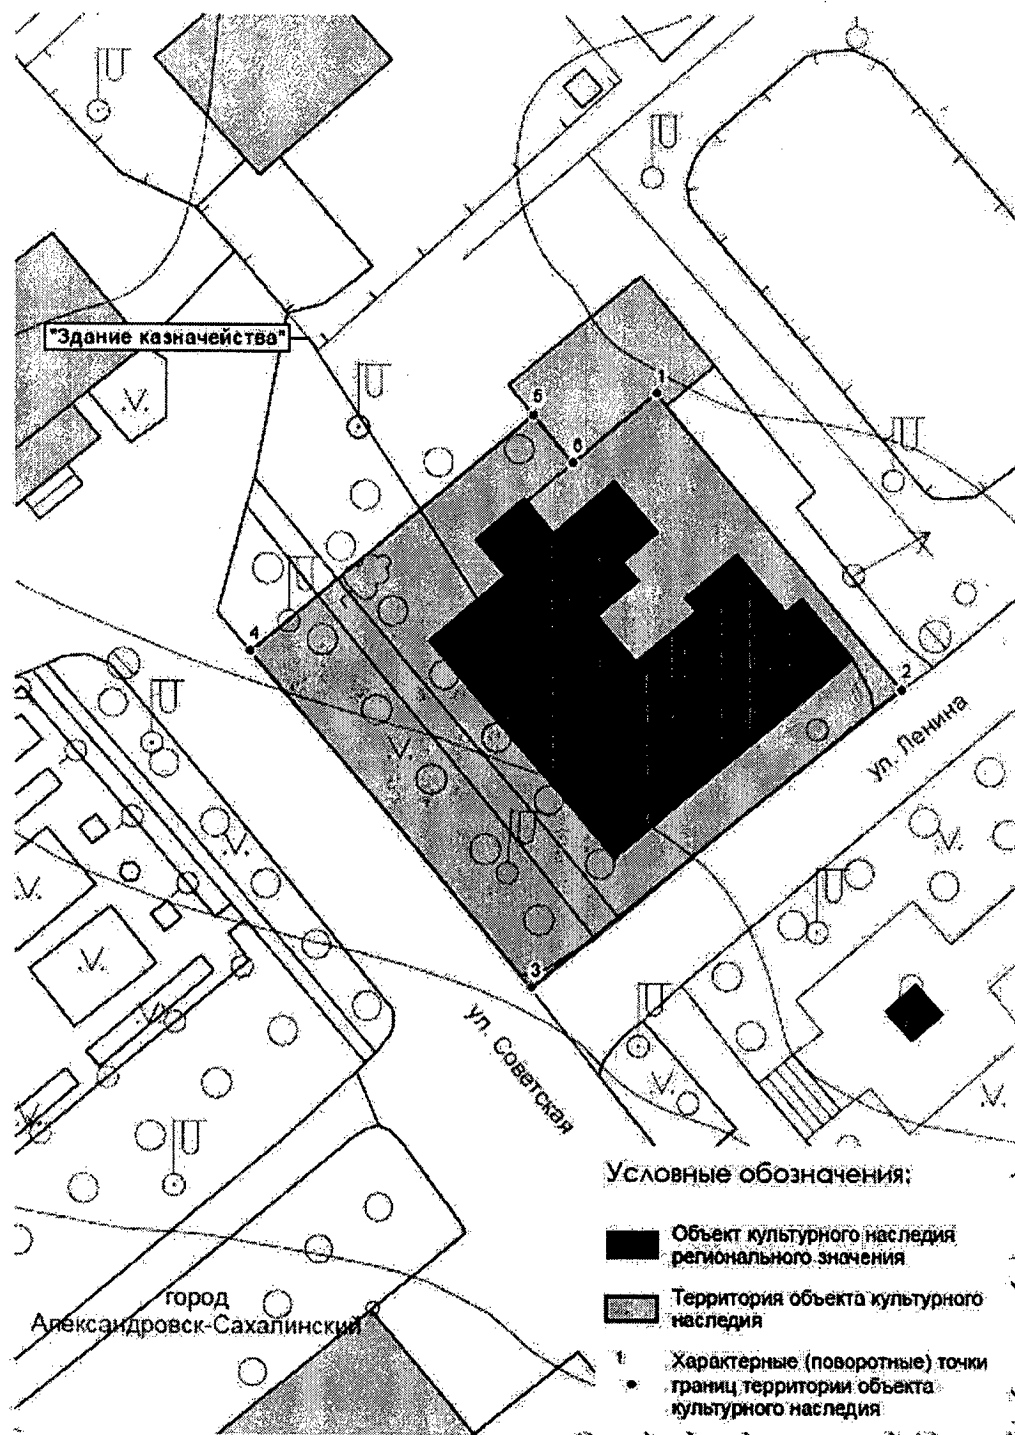 "Здание казначейства"
5
1
6
4
2
ул. Ленина
3
ул. Советская
Условные обозначения:
Объект культурного наследия
регионального значения
Территория объекта культурного
наследия
1 Характерные (поворотные) точки
границ территории объекта
культурного наследия
город
Александровск-Сахалинский